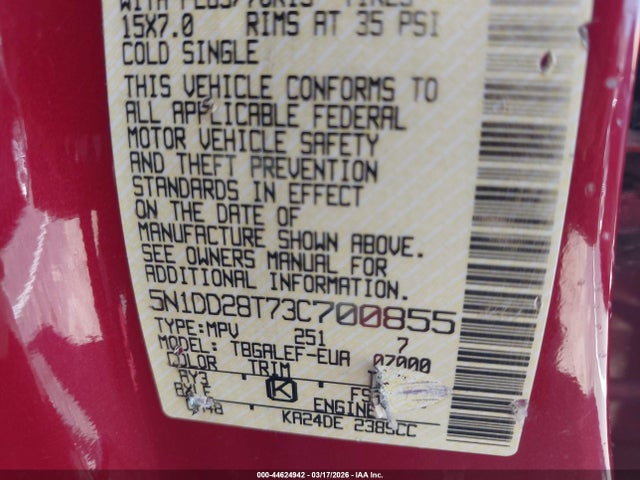 15X7.0 RIMS AT 35 PSI
COLD SINGLE
THIS VEHICLE CONFORMS TO
ALL APPLICABLE FEDERAL
MOTOR VEHICLE SAFETY
AND THEFT PREVENTION
STANDARDS IN EFFECT
ON THE DATE OF
MANUFACTURE SHOWN ABOVE.
SEE OWNERS MANUAL FOR
ADDITIONAL INFORMATION.
5N1DD28T73C700855
TYPE:MPV 251 7
MODEL: TBGALEF-EUA 07000
COLOR TRIM
K
ENGINE
KA24DE 2385CC
000-44624942 - 03/17/2026 - IAA Inc.